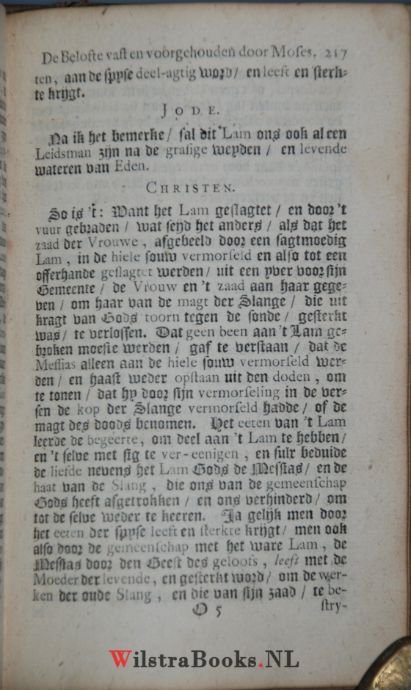 De Belofte vast en voorgehouden door Moses. 217
ten, aan de spyse deel-agtig word / en leeft en sterk-
te krygt.
JODE.
Na ik het bemerke / sal dit Lam ons ook al een
Leidsman zijn na de grasige weyden / en levende
wateren van Eden.
CHRISTEN.
So is 't: Want het Lam geslagtet / en door 't
vuur gebraden / wat seyd het anders / als dat het
zaad der Vrouwe, afgebeeld door een sagtmoedig
Lam, in de hiele souw vermorseld en also tot een
offerhande geslagtet werden / uit een yver voor sijn
Gemeente / de Vrouw en 't zaad aan haar gege-
ven / om haar van de magt der Slange / die uit
kragt van Gods toorn tegen de sonde / gesterkt
was / te verlossen. Dat geen been aan 't Lam ge-
broken moeste werden / gaf te verstaan / dat de
Messias alleen aan de hiele souw vermorseld wer-
den / en haast weder opstaan uit den doden, om
te tonen / dat hy door sijn vermorseling in de ver-
sen de kop der Slange vermorseld hadde / of de
magt des doods benomen. Het eeten van 't Lam
leerde de begeerte, om deel aan 't Lam te hebben /
en 't selve met sig te ver-eenigen, en sulx beduide
de liefde nevens het Lam Gods de Messias / en de
haat van de Slang, die ons van de gemeenschap
Gods heeft afgetrokken / en ons verhinderd / om
tot de selve weder te keeren. Ja gelijk men door
het eeten der spyse leeft en sterkte krygt / men ook
also door de gemeenschap met het ware Lam, de
Messias door den Geest des geloofs, leeft met de
Moeder der levende, en gesterkt word / om de wer-
ken der oude Slang, en die van sijn zaad / te be-
O 5 stry-
WilstraBooks.NL